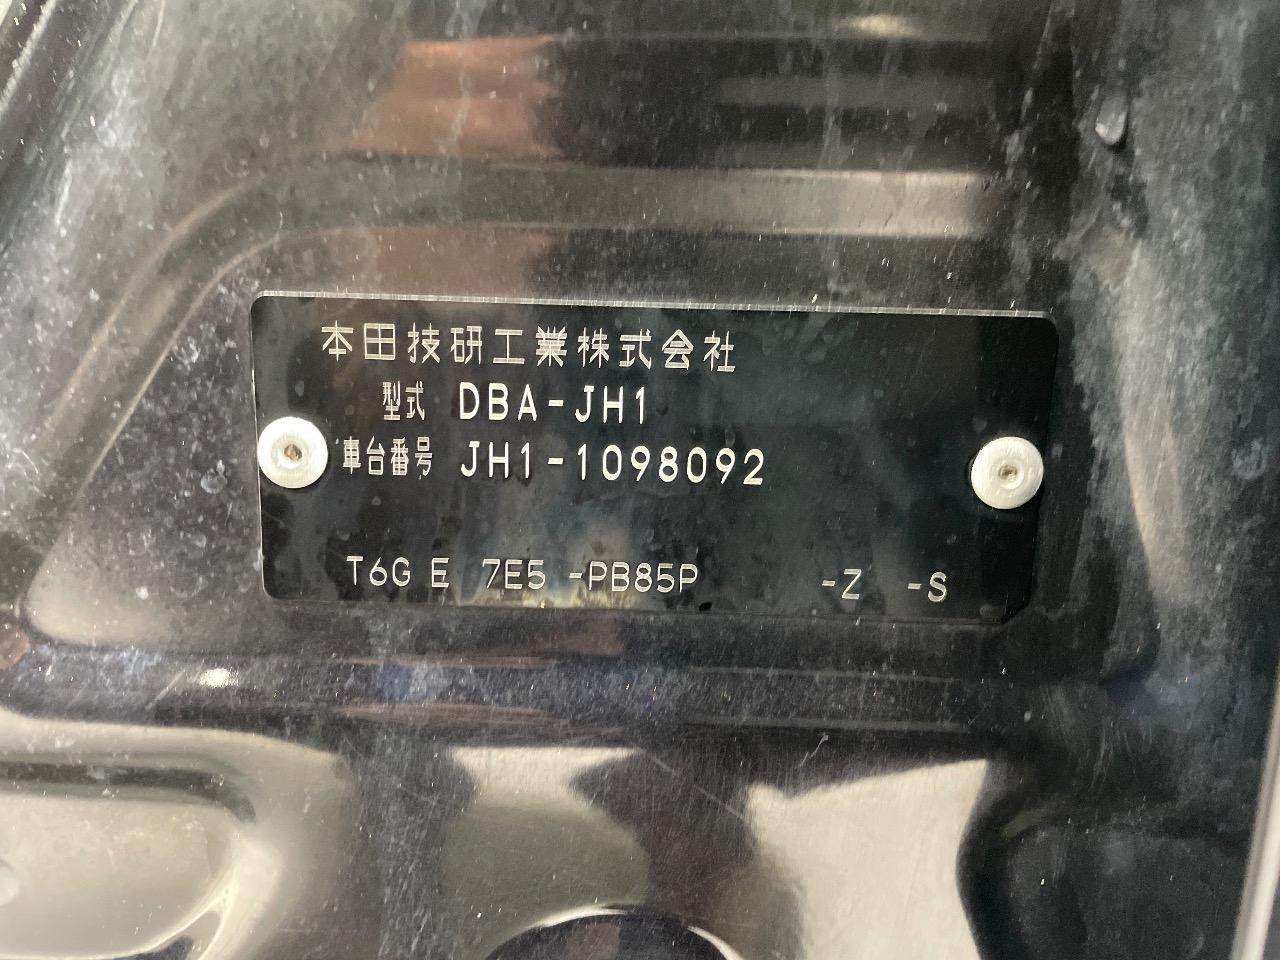 本田技研工業株式会社
型式 DBA-JH1
車台番号 JH1-1098092
T6G E 7E5 -PB85P -Z -S